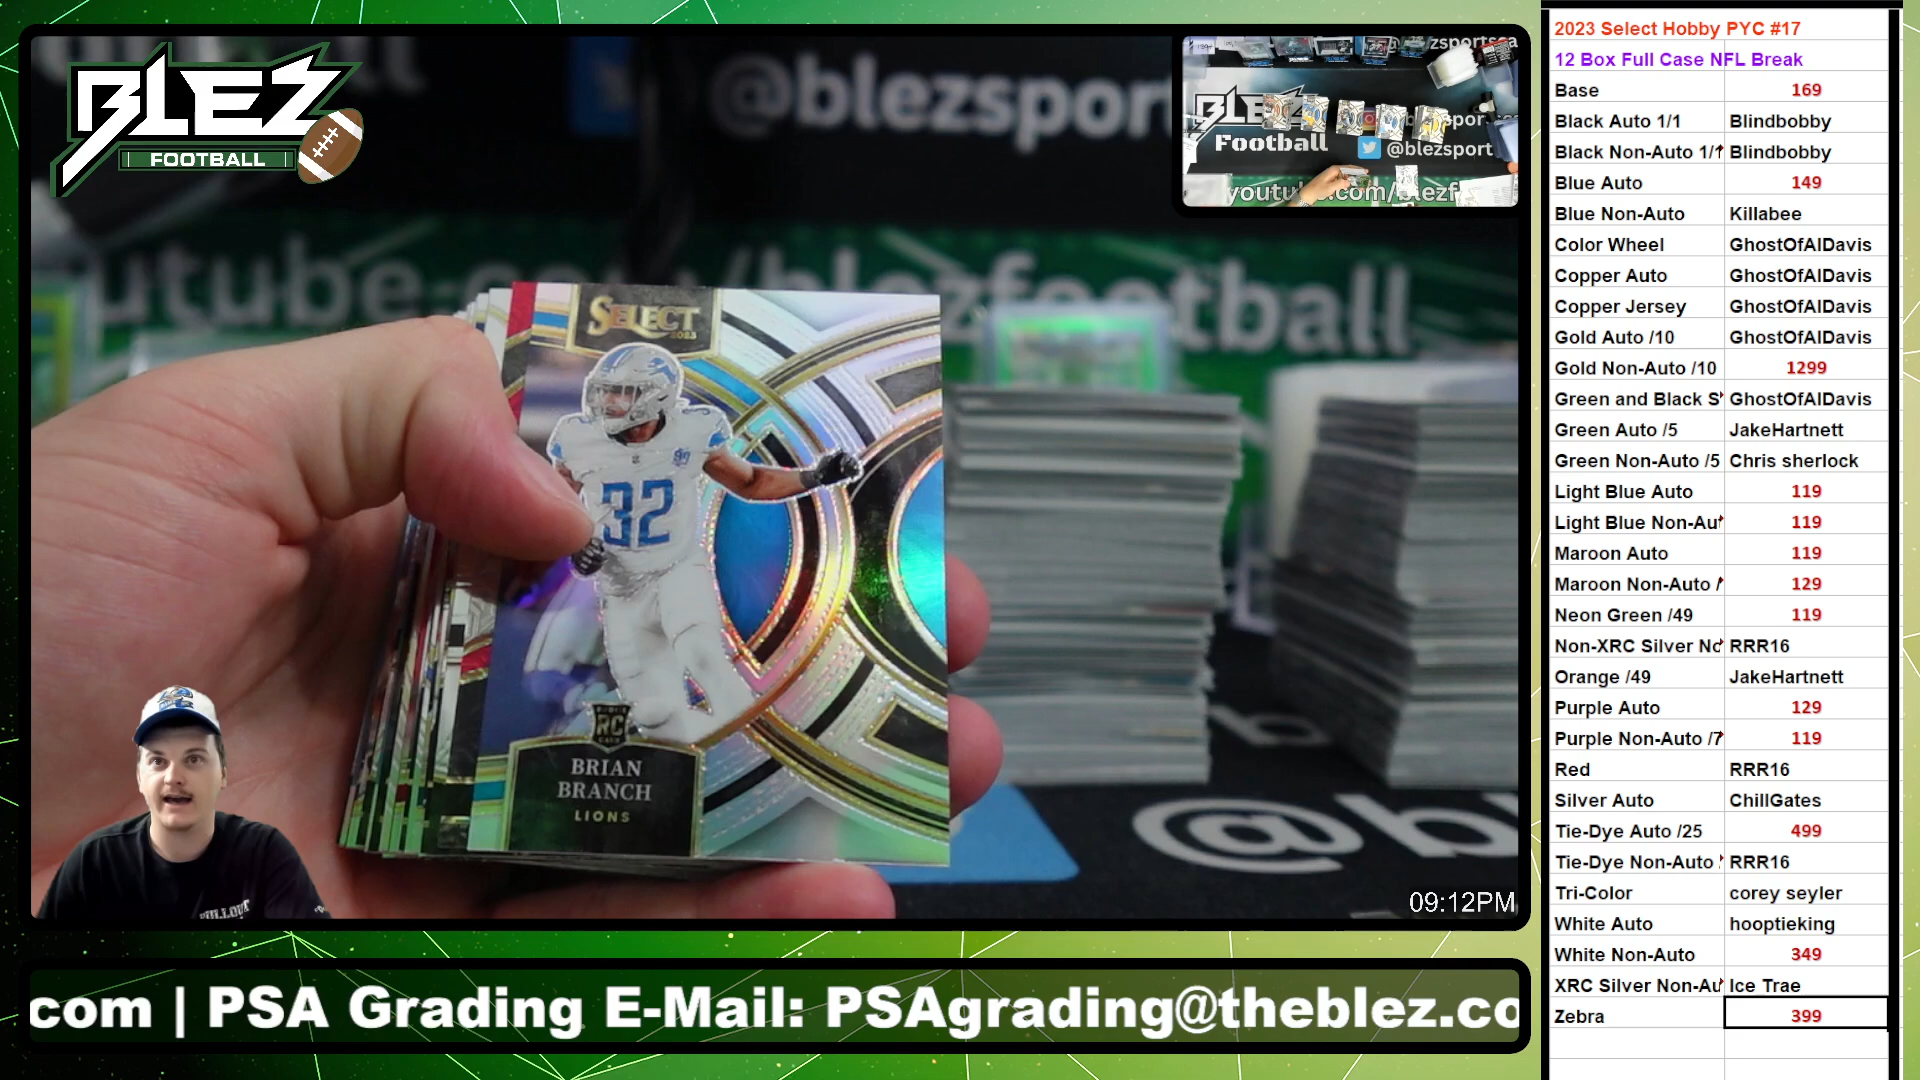 BLEZ
FOOTBALL
@blezspor
utube.com/blezfootball
SELECT
2023
32
RC
BRIAN
BRANCH
LIONS
@bl
09:12PM
BLEZ
Football
@blezsport
com | PSA Grading E-Mail: PSAgrading@theblez.co
2023 Select Hobby PYC #17
12 Box Full Case NFL Break
Base 169
Black Auto 1/1 Blindbobby
Black Non-Auto 1/1 Blindbobby
Blue Auto 149
Blue Non-Auto Killabee
Color Wheel GhostOfAlDavis
Copper Auto GhostOfAlDavis
Copper Jersey GhostOfAlDavis
Gold Auto /10 GhostOfAlDavis
Gold Non-Auto /10 1299
Green and Black S GhostOfAlDavis
Green Auto /5 JakeHartnett
Green Non-Auto /5 Chris sherlock
Light Blue Auto 119
Light Blue Non-Au 119
Maroon Auto 119
Maroon Non-Auto / 129
Neon Green /49 119
Non-XRC Silver No RRR16
Orange /49 JakeHartnett
Purple Auto 129
Purple Non-Auto /7 119
Red RRR16
Silver Auto ChillGates
Tie-Dye Auto /25 499
Tie-Dye Non-Auto RRR16
Tri-Color corey seyler
White Auto hooptieking
White Non-Auto 349
XRC Silver Non-Au Ice Trae
Zebra 399